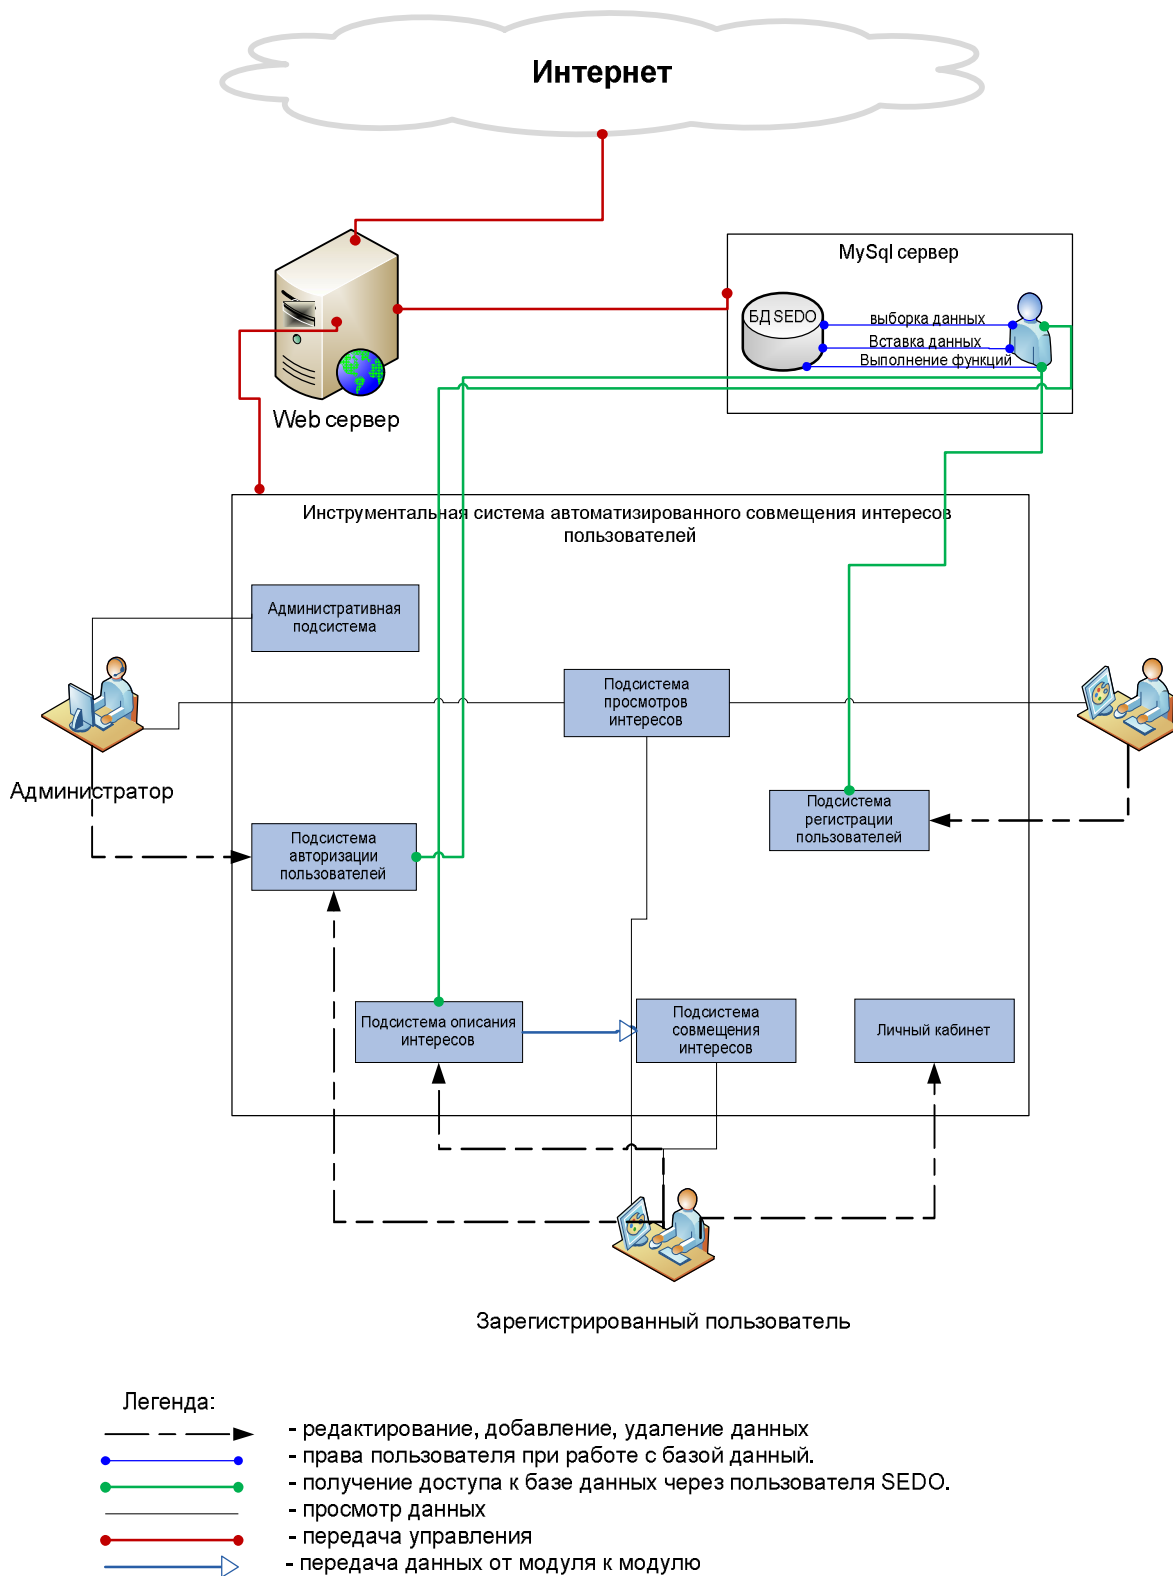 Интернет
MySql сервер
БД SEDO
выборка данных
Вставка данных
Выполнение функций
Web сервер
Инструментальная система автоматизированного совмещения интересов
пользователей
Административная
подсистема
Подсистема
просмотров
интересов
Администратор
Подсистема
регистрации
пользователей
Подсистема
авторизации
пользователей
Подсистема описания
интересов
Подсистема
совмещения
интересов
Личный кабинет
Зарегистрированный пользователь
Легенда:
- редактирование, добавление, удаление данных
- права пользователя при работе с базой данный.
- получение доступа к базе данных через пользователя SEDO.
- просмотр данных
- передача управления
- передача данных от модуля к модулю